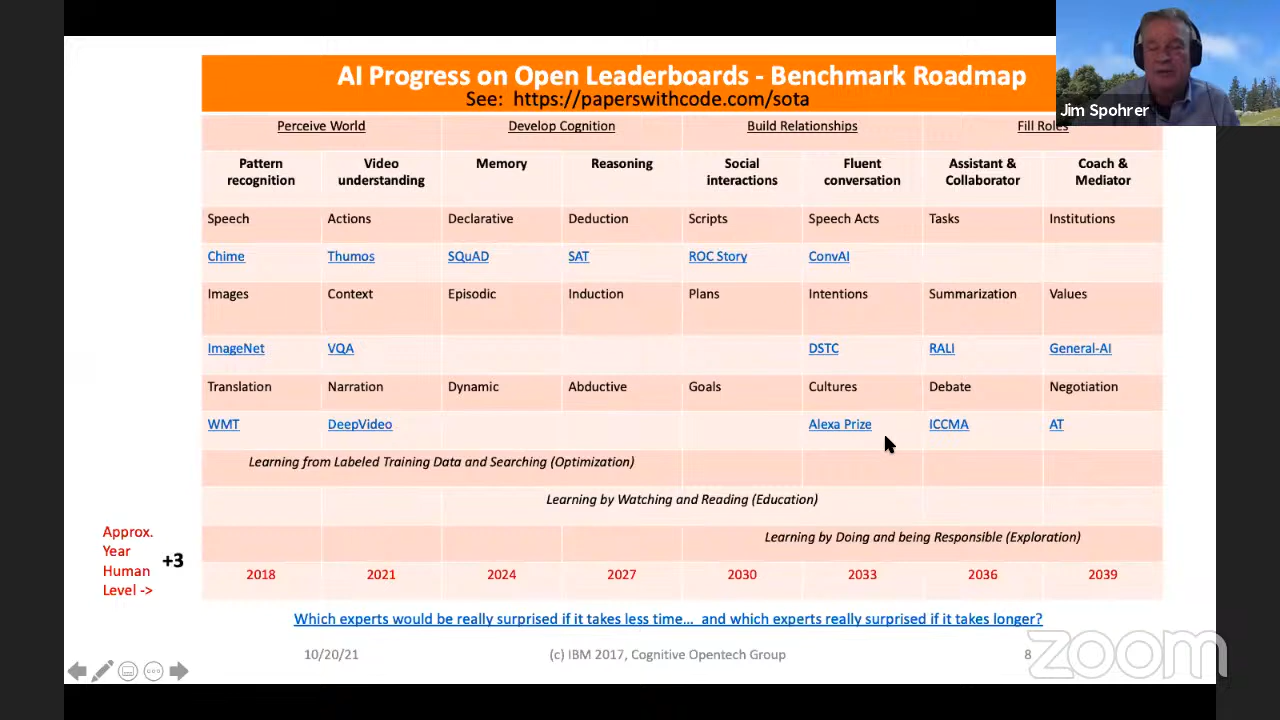 AI Progress on Open Leaderboards - Benchmark Roadmap
See: https://paperswithcode.com/sota
Jim Spohrer
Perceive World Develop Cognition Build Relationships Fill Roles
Pattern recognition Video understanding Memory Reasoning Social interactions Fluent conversation Assistant & Collaborator Coach & Mediator
Speech Actions Declarative Deduction Scripts Speech Acts Tasks Institutions
Chime Thumos SQuAD SAT ROC Story ConvAI
Images Context Episodic Induction Plans Intentions Summarization Values
ImageNet VQA DSTC RALI General-AI
Translation Narration Dynamic Abductive Goals Cultures Debate Negotiation
WMT DeepVideo Alexa Prize ICCMA AT
Learning from Labeled Training Data and Searching (Optimization)
Learning by Watching and Reading (Education)
Learning by Doing and being Responsible (Exploration)
Approx.
Year
Human
Level ->
+3
2018 2021 2024 2027 2030 2033 2036 2039
Which experts would be really surprised if it takes less time… and which experts really surprised if it takes longer?
10/20/21 (c) IBM 2017, Cognitive Opentech Group 8
zoom